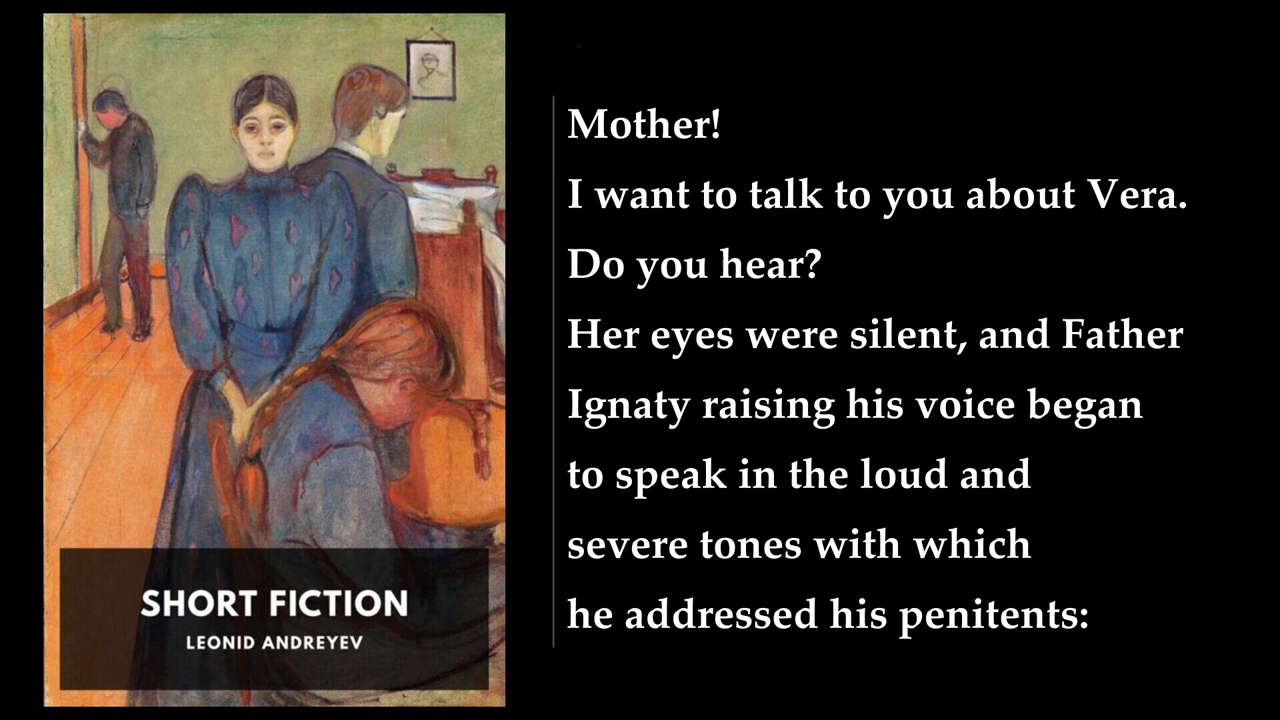 SHORT FICTION
LEONID ANDREYEV
Mother!
I want to talk to you about Vera.
Do you hear?
Her eyes were silent, and Father
Ignaty raising his voice began
to speak in the loud and
severe tones with which
he addressed his penitents: